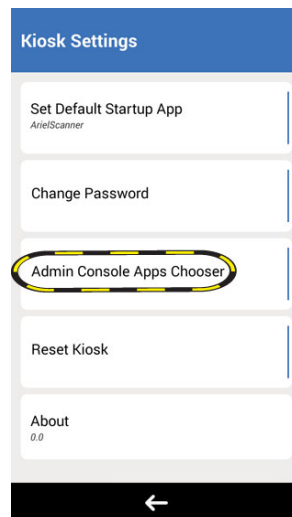 Kiosk Settings
Set Default Startup App
ArielScanner
Change Password
Admin Console Apps Chooser
Reset Kiosk
About
0.0